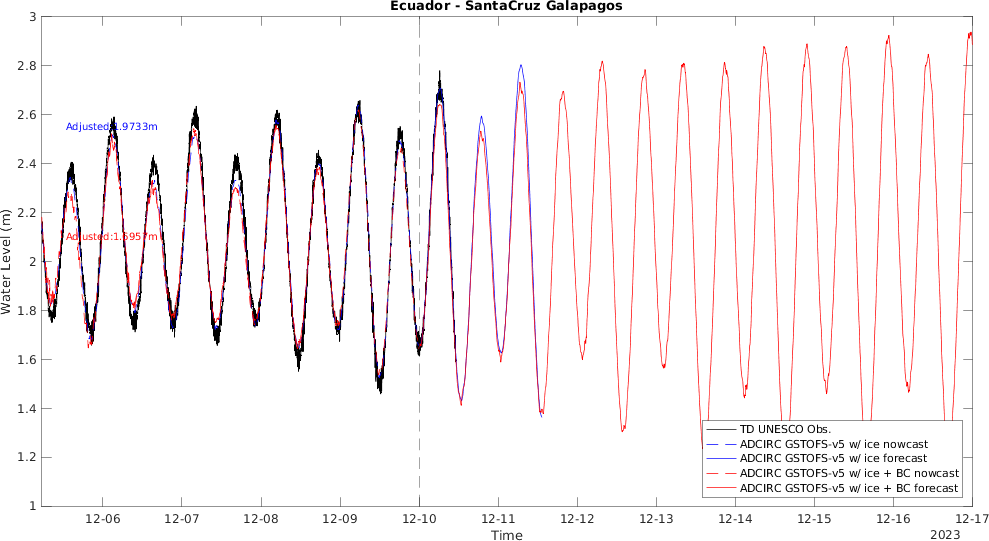 Ecuador - SantaCruz Galapagos
3
2.8
2.6
2.4
2.2
2
1.8
1.6
1.4
1.2
1
Water Level (m)
Adjusted:1.9733m
Adjusted:1.6957m
TD UNESCO Obs.
ADCIRC GSTOFS-v5 w/ ice nowcast
ADCIRC GSTOFS-v5 w/ ice forecast
ADCIRC GSTOFS-v5 w/ ice + BC nowcast
ADCIRC GSTOFS-v5 w/ ice + BC forecast
12-06 12-07 12-08 12-09 12-10 12-11 12-12 12-13 12-14 12-15 12-16 12-17
Time
2023